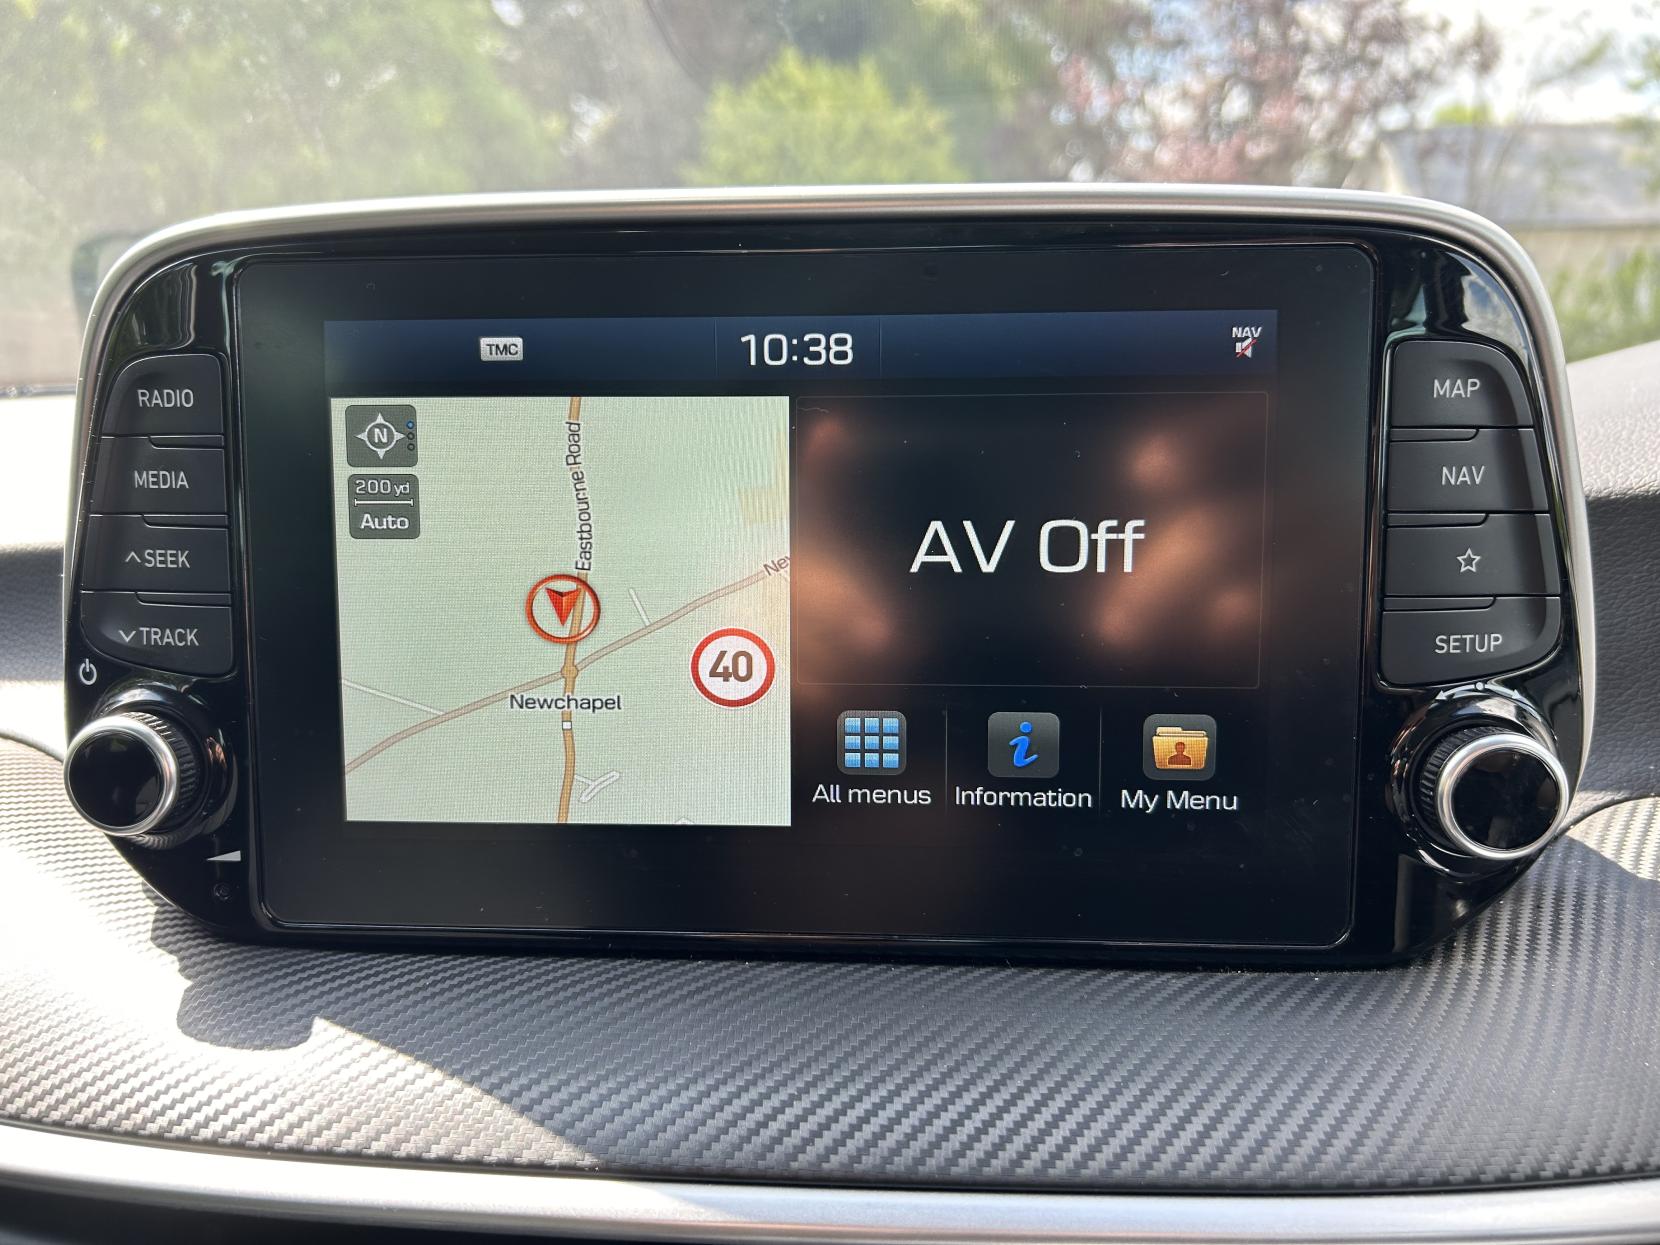 TMC
10:38
NAV
RADIO
MEDIA
SEEK
TRACK
N
200 yd
Auto
Eastbourne Road
40
Newchapel
AV Off
All menus
Information
My Menu
MAP
NAV
SETUP